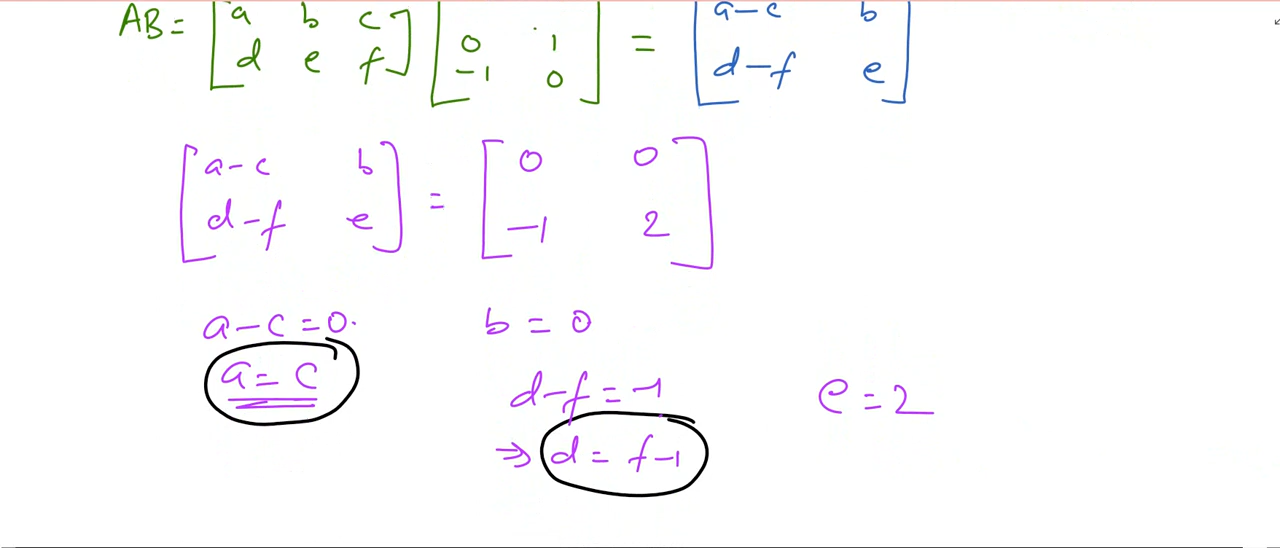 AB = [ a b c ] [ ] = [ a-c b ]
[ d e f ] [ 0 1 ] [ d-f e ]
[ -1 0 ]
[ a-c b ] = [ 0 0 ]
[ d-f e ] [ -1 2 ]
a-c=0. b = 0
a = c d-f = -1 e = 2
⇒ d = f-1